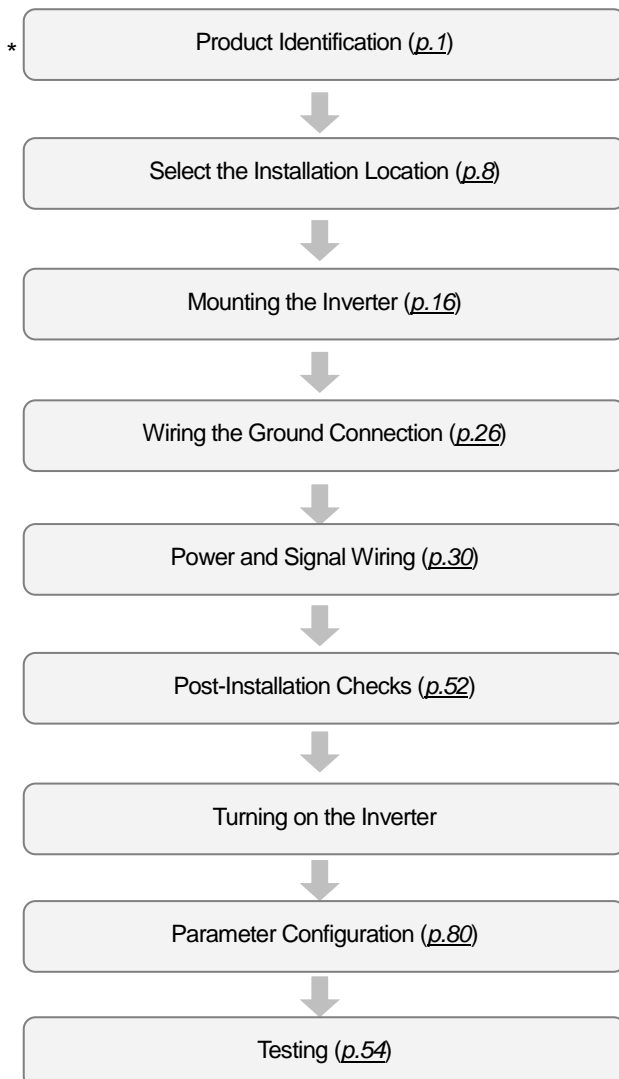 * Product Identification (p.1)
Select the Installation Location (p.8)
Mounting the Inverter (p.16)
Wiring the Ground Connection (p.26)
Power and Signal Wiring (p.30)
Post-Installation Checks (p.52)
Turning on the Inverter
Parameter Configuration (p.80)
Testing (p.54)